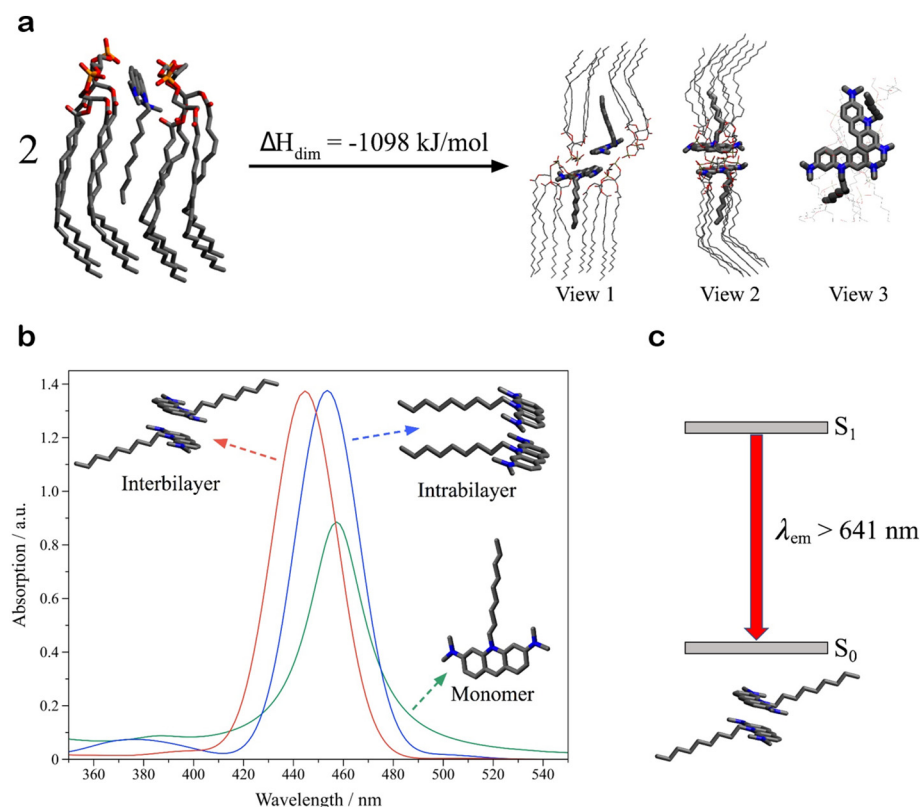 a
2
ΔH_dim = -1098 kJ/mol
View 1
View 2
View 3
b
c
1.4
1.2
1.0
0.8
0.6
0.4
0.2
0
Absorption / a.u.
360 380 400 420 440 460 480 500 520 540
Wavelength / nm
Interbilayer
Intrabilayer
Monomer
S₁
λ_em > 641 nm
S₀